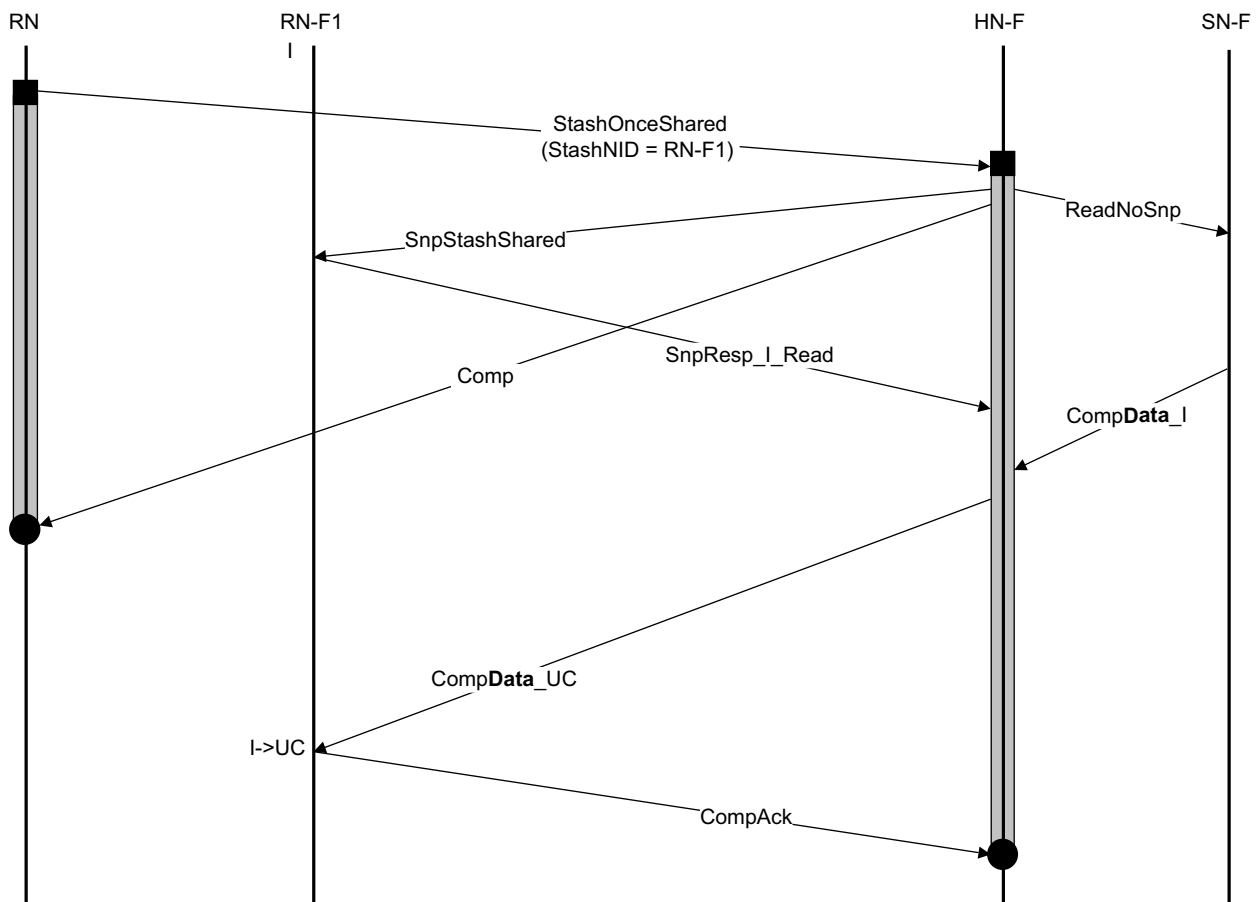 RN
RN-F1
HN-F
SN-F
I
StashOnceShared
(StashNID = RN-F1)
ReadNoSnp
SnpStashShared
SnpResp_I_Read
Comp
CompData_I
CompData_UC
I->UC
CompAck